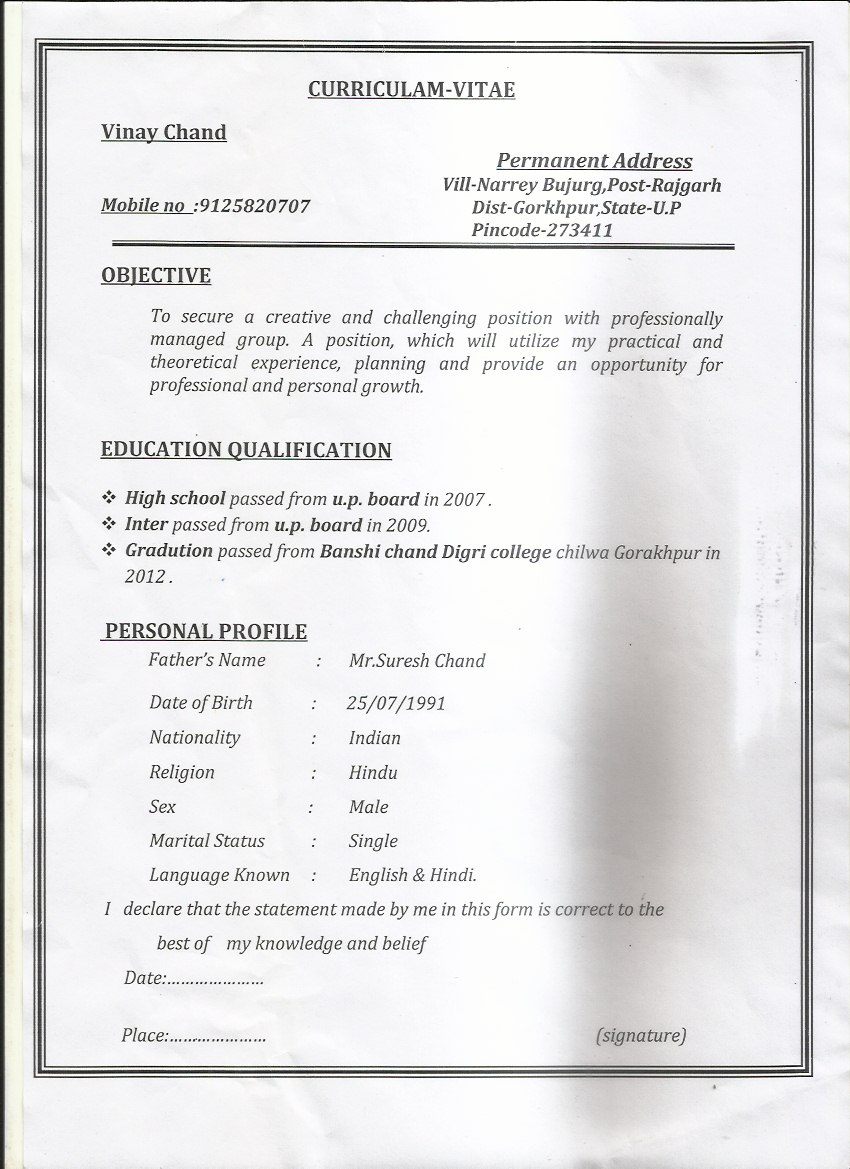 CURRICULAM-VITAE
Vinay Chand
Permanent Address
Vill-Narrey Bujurg,Post-Rajgarh
Mobile no :9125820707
Dist-Gorkhpur,State-U.P
Pincode-273411
OBJECTIVE
To secure a creative and challenging position with professionally
managed group. A position, which will utilize my practical and
theoretical experience, planning and provide an opportunity for
professional and personal growth.
EDUCATION QUALIFICATION
❖ High school passed from u.p. board in 2007 .
❖ Inter passed from u.p. board in 2009.
❖ Gradution passed from Banshi chand Digri college chilwa Gorakhpur in
2012 .
PERSONAL PROFILE
Father's Name : Mr.Suresh Chand
Date of Birth : 25/07/1991
Nationality : Indian
Religion : Hindu
Sex : Male
Marital Status : Single
Language Known : English & Hindi.
I declare that the statement made by me in this form is correct to the
best of my knowledge and belief
Date:.....................
Place:..................... (signature)